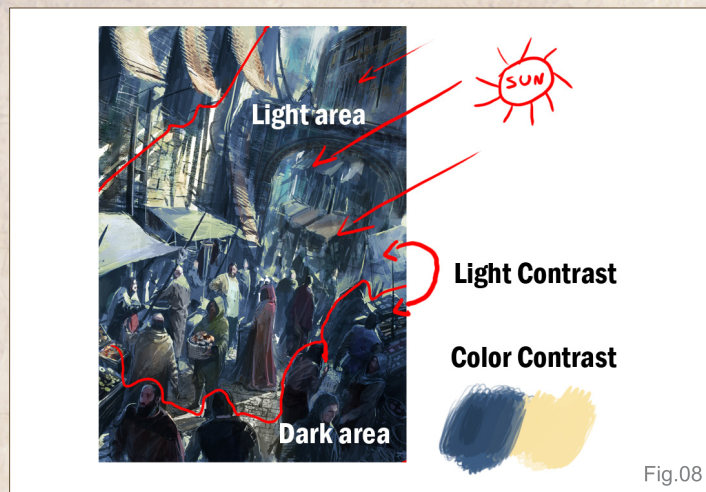 SUN
Light area
Light Contrast
Color Contrast
Dark area
Fig.08